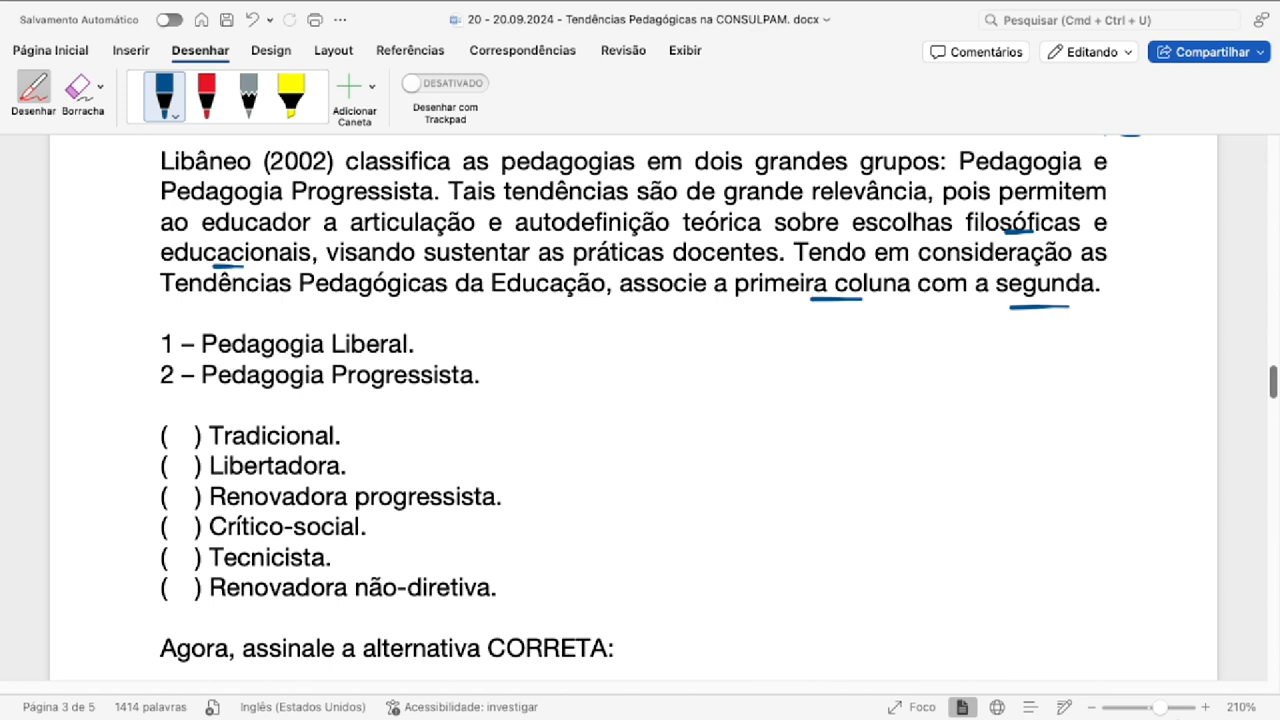 Salvamento Automático
20 - 20.09.2024 - Tendências Pedagógicas na CONSULPAM. docx
Pesquisar (Cmd + Ctrl + U)
Página Inicial Inserir Desenhar Design Layout Referências Correspondências Revisão Exibir
Comentários Editando Compartilhar
Desenhar Borracha Adicionar Caneta DESATIVADO Desenhar com Trackpad
Libâneo (2002) classifica as pedagogias em dois grandes grupos: Pedagogia e
Pedagogia Progressista. Tais tendências são de grande relevância, pois permitem
ao educador a articulação e autodefinição teórica sobre escolhas filosóficas e
educacionais, visando sustentar as práticas docentes. Tendo em consideração as
Tendências Pedagógicas da Educação, associe a primeira coluna com a segunda.
1 – Pedagogia Liberal.
2 – Pedagogia Progressista.
( ) Tradicional.
( ) Libertadora.
( ) Renovadora progressista.
( ) Crítico-social.
( ) Tecnicista.
( ) Renovadora não-diretiva.
Agora, assinale a alternativa CORRETA:
Página 3 de 5 1414 palavras Inglês (Estados Unidos) Acessibilidade: investigar Foco 210%